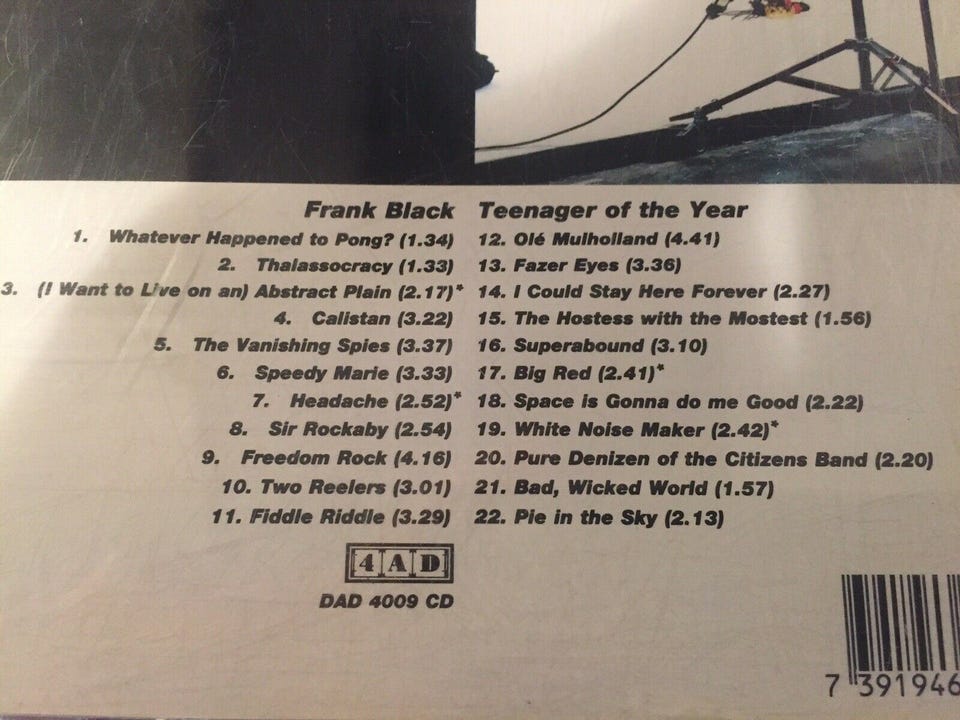 Frank Black
1. Whatever Happened to Pong? (1.34)
2. Thalassocracy (1.33)
3. (I Want to Live on an) Abstract Plain (2.17)*
4. Calistan (3.22)
5. The Vanishing Spies (3.37)
6. Speedy Marie (3.33)
7. Headache (2.52)*
8. Sir Rockaby (2.54)
9. Freedom Rock (4.16)
10. Two Reelers (3.01)
11. Fiddle Riddle (3.29)
Teenager of the Year
12. Olé Mulholland (4.41)
13. Fazer Eyes (3.36)
14. I Could Stay Here Forever (2.27)
15. The Hostess with the Mostest (1.56)
16. Superabound (3.10)
17. Big Red (2.41)*
18. Space is Gonna do me Good (2.22)
19. White Noise Maker (2.42)*
20. Pure Denizen of the Citizens Band (2.20)
21. Bad, Wicked World (1.57)
22. Pie in the Sky (2.13)
4AD
DAD 4009 CD
7 391946